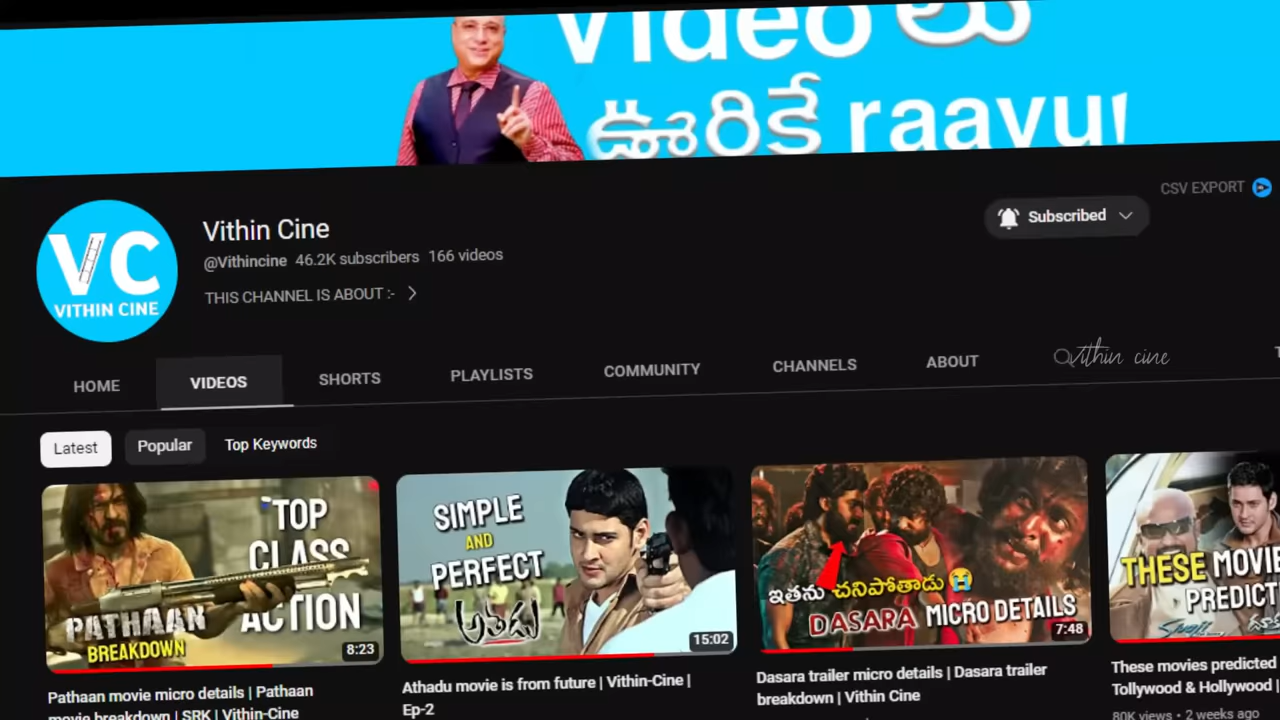 Video లు
ఊరికే raavu!
CSV EXPORT
VC
VITHIN CINE
Vithin Cine
@Vithincine 46.2K subscribers 166 videos
THIS CHANNEL IS ABOUT :-
Subscribed
HOME
VIDEOS
SHORTS
PLAYLISTS
COMMUNITY
CHANNELS
ABOUT
vithin cine
Latest
Popular
Top Keywords
TOP
CLASS
ACTION
PATHAAN
BREAKDOWN
8:23
SIMPLE
AND
PERFECT
అతడు
15:02
ఇతను చనిపోతాడు 😭
DASARA MICRO DETAILS
7:48
THESE MOVIE
PREDICT
Pathaan movie micro details | Pathaan
movie breakdown | SRK | Vithin-Cine
Athadu movie is from future | Vithin-Cine |
Ep-2
Dasara trailer micro details | Dasara trailer
breakdown | Vithin Cine
These movies predicted
Tollywood & Hollywood |
80K views • 2 weeks ago